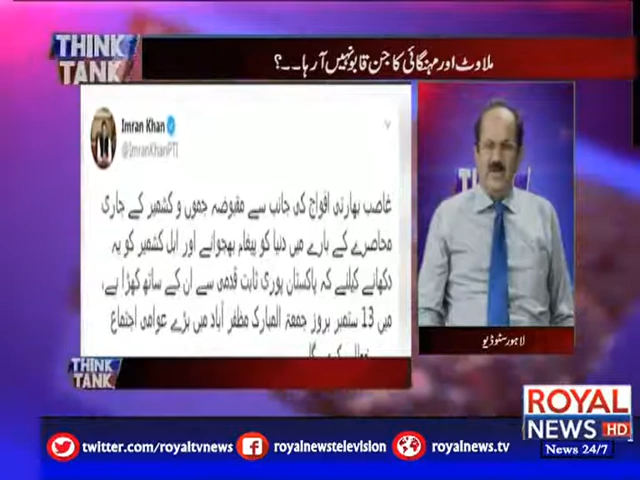 THINK
TANK
ملاوٹ اور مہنگائی کا جن قابو نہیں آ رہا۔۔؟
Imran Khan
@ImranKhanPTI
غاصب بھارتی افواج کی جانب سے مقبوضہ جموں و کشمیر کے جاری
محاصرے کے بارے میں دنیا کو پیغام بھجوانے اور اہل کشمیر کو یہ
دکھانے کیلئے کہ پاکستان پوری ثابت قدمی سے ان کے ساتھ کھڑا ہے،
میں 13 ستمبر بروز جمعۃ المبارک مظفر آباد میں بڑے عوامی اجتماع
لاہور سٹوڈیو
THINK
TANK
ROYAL
NEWS HD
News 24/7
twitter.com/royaltvnews
royalnewstelevision
royalnews.tv